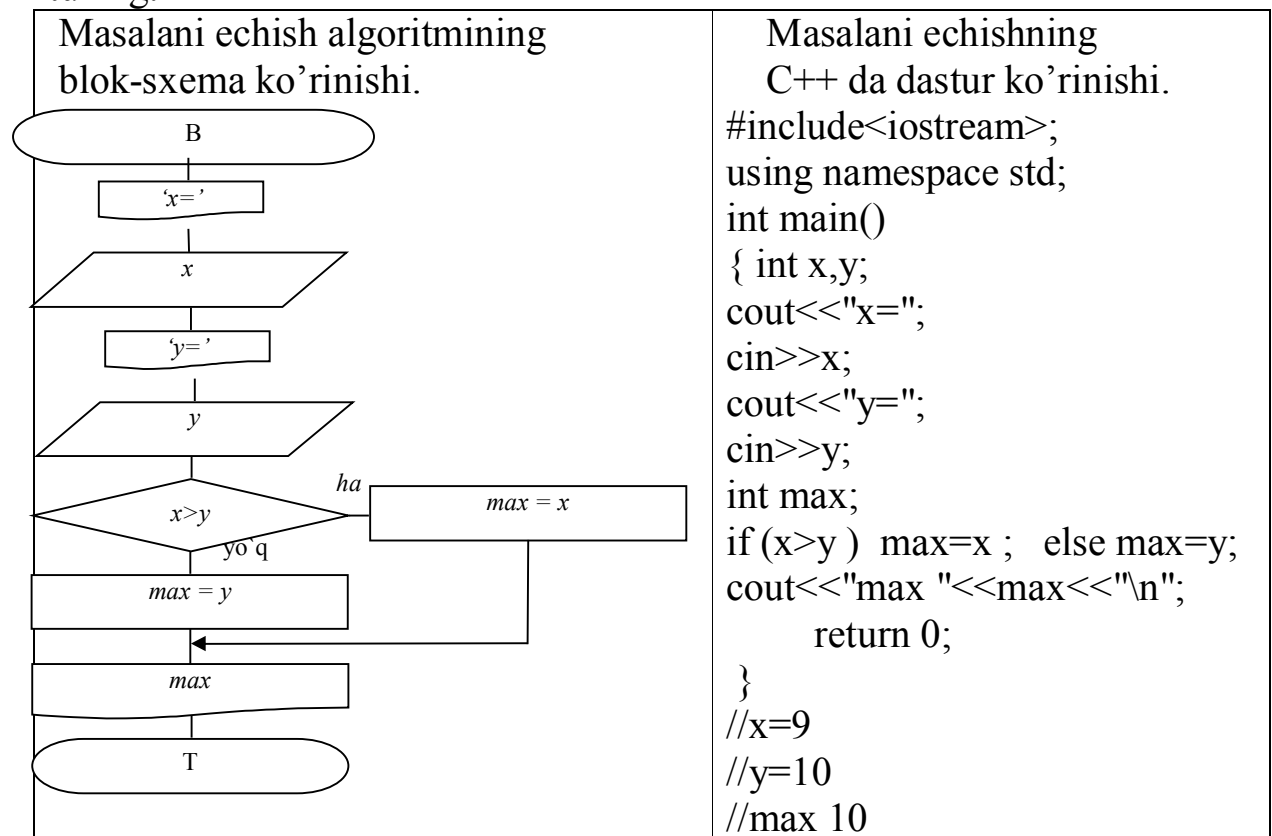 Masalani echish algoritmining
blok-sxema ko’rinishi.
B
‘x=’
x
‘y=’
y
x>y
ha
max = x
yo`q
max = y
max
T
Masalani echishning
C++ da dastur ko’rinishi.
#include<iostream>;
using namespace std;
int main()
{ int x,y;
cout<<"x=";
cin>>x;
cout<<"y=";
cin>>y;
int max;
if (x>y ) max=x ; else max=y;
cout<<"max "<<max<<"\n";
return 0;
}
//x=9
//y=10
//max 10